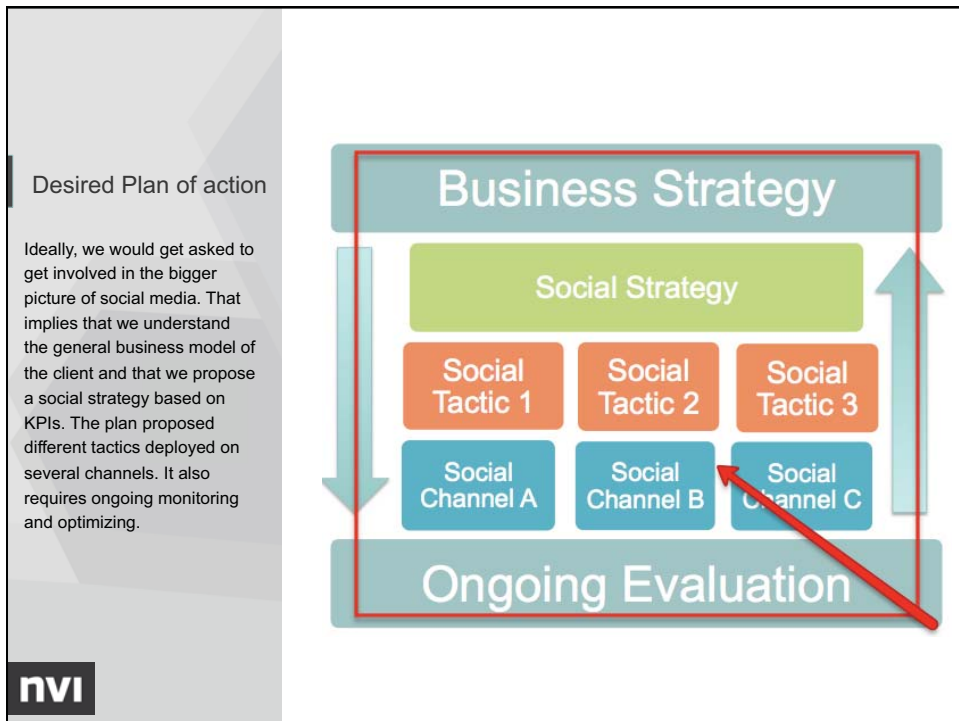 Desired Plan of action
Ideally, we would get asked to
get involved in the bigger
picture of social media. That
implies that we understand
the general business model of
the client and that we propose
a social strategy based on
KPIs. The plan proposed
different tactics deployed on
several channels. It also
requires ongoing monitoring
and optimizing.
nvi
Business Strategy
Social Strategy
Social
Tactic 1
Social
Tactic 2
Social
Tactic 3
Social
Channel A
Social
Channel B
Social
Channel C
Ongoing Evaluation